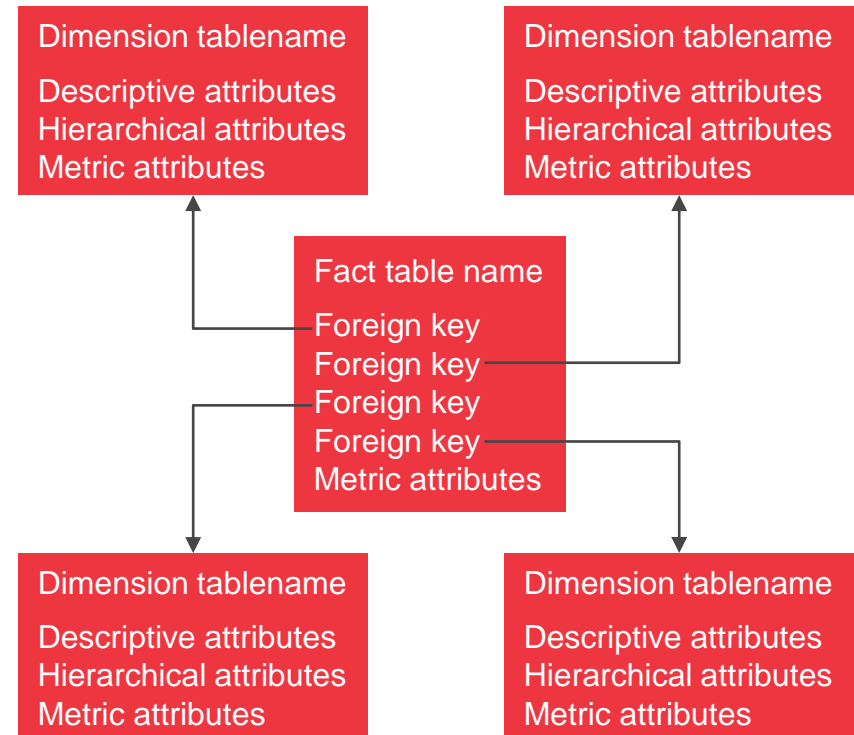 Dimension tablename
Descriptive attributes
Hierarchical attributes
Metric attributes
Dimension tablename
Descriptive attributes
Hierarchical attributes
Metric attributes
Fact table name
Foreign key
Foreign key
Foreign key
Foreign key
Metric attributes
Dimension tablename
Descriptive attributes
Hierarchical attributes
Metric attributes
Dimension tablename
Descriptive attributes
Hierarchical attributes
Metric attributes